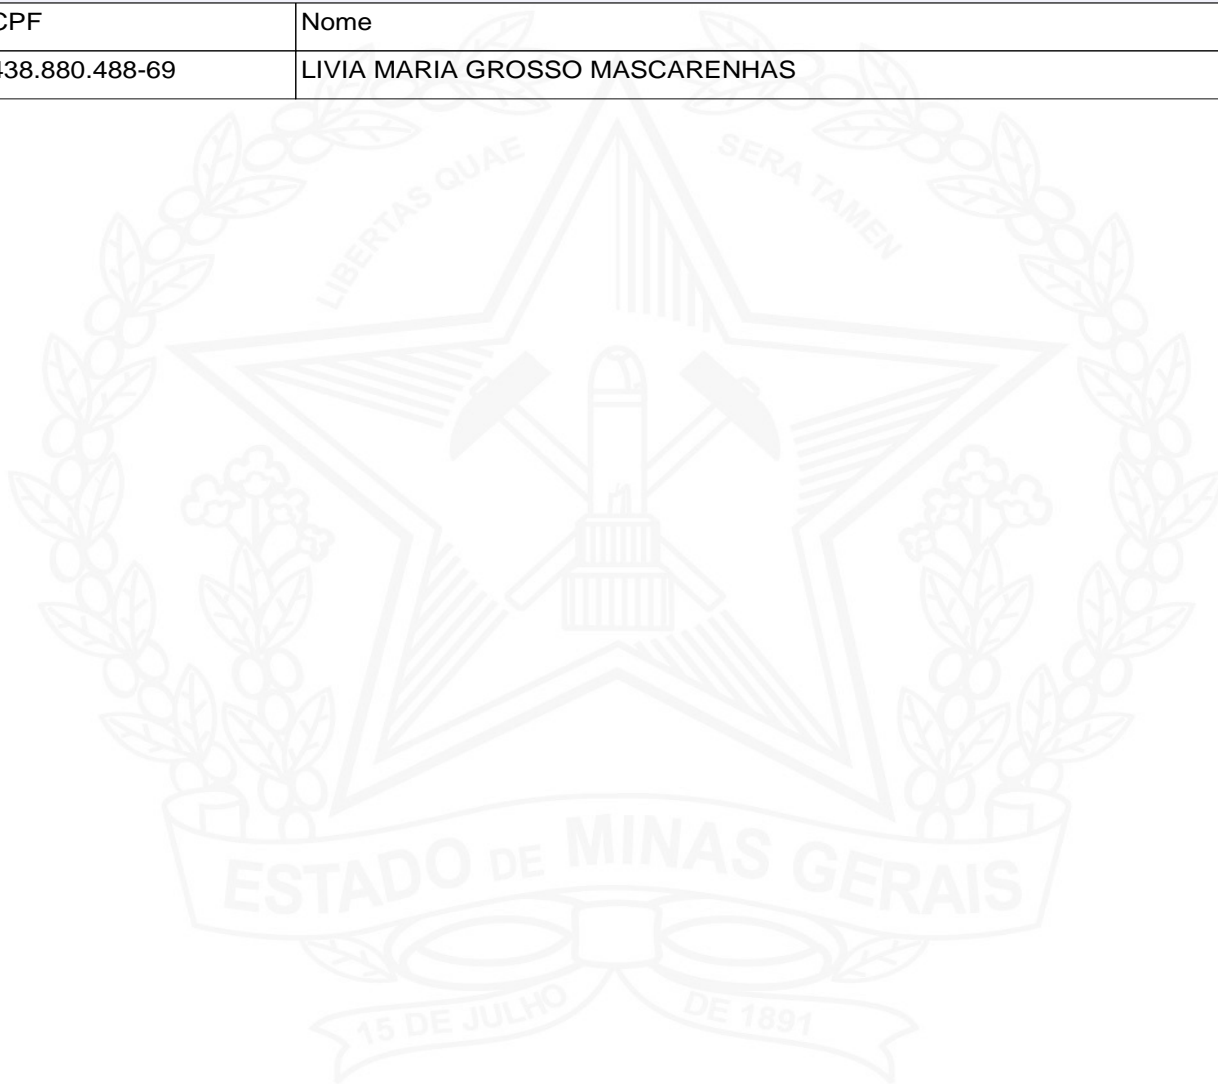 CPF Nome
438.880.488-69 LIVIA MARIA GROSSO MASCARENHAS
LIBERTAS QUAE SERA TAMEN
ESTADO DE MINAS GERAIS
15 DE JULHO DE 1891